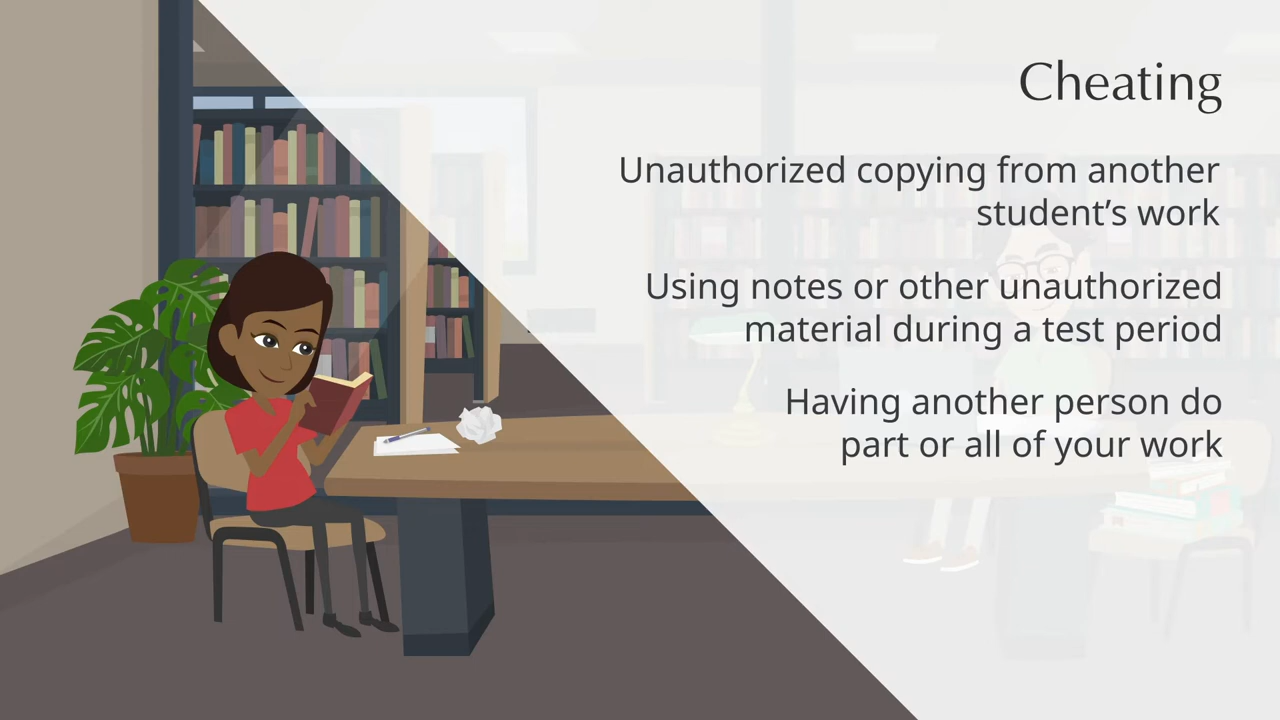 Cheating
Unauthorized copying from another
student’s work
Using notes or other unauthorized
material during a test period
Having another person do
part or all of your work